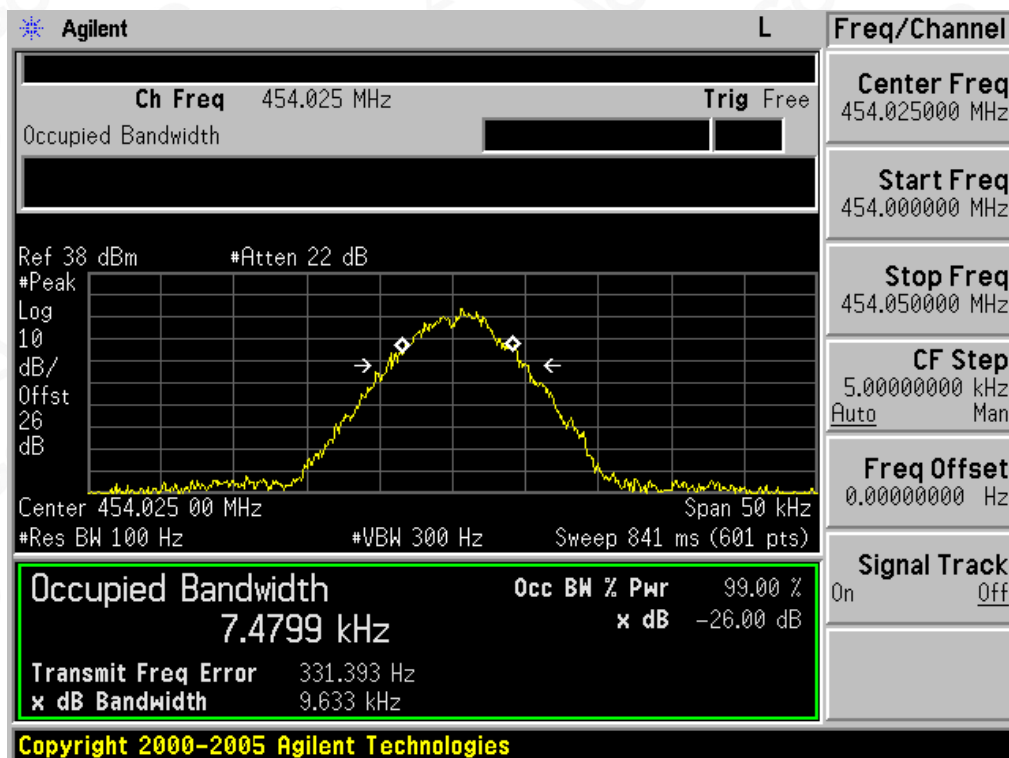 Agilent L
Ch Freq 454.025 MHz Trig Free
Occupied Bandwidth
Ref 38 dBm #Atten 22 dB
#Peak
Log
10
dB/
Offst
26
dB
Center 454.025 00 MHz Span 50 kHz
#Res BW 100 Hz #VBW 300 Hz Sweep 841 ms (601 pts)
Occupied Bandwidth Occ BW % Pwr 99.00 %
7.4799 kHz x dB -26.00 dB
Transmit Freq Error 331.393 Hz
x dB Bandwidth 9.633 kHz
Copyright 2000-2005 Agilent Technologies
Freq/Channel
Center Freq
454.025000 MHz
Start Freq
454.000000 MHz
Stop Freq
454.050000 MHz
CF Step
5.00000000 kHz
Auto Man
Freq Offset
0.00000000 Hz
Signal Track
On Off